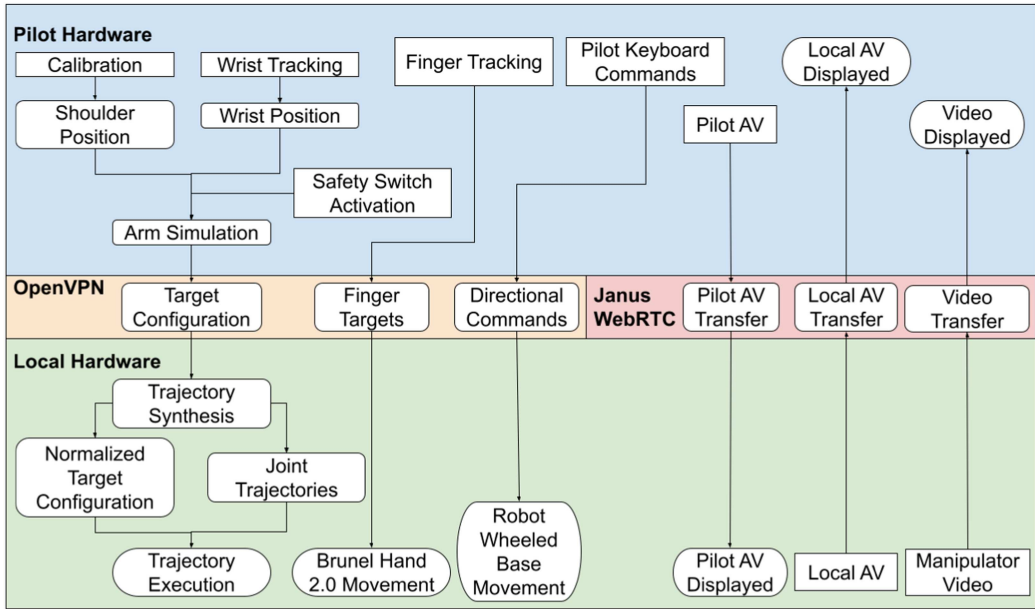 Pilot Hardware
Calibration
Wrist Tracking
Finger Tracking
Pilot Keyboard
Commands
Local AV
Displayed
Shoulder
Position
Wrist Position
Pilot AV
Video
Displayed
Safety Switch
Activation
Arm Simulation
OpenVPN
Target
Configuration
Finger
Targets
Directional
Commands
Janus
WebRTC
Pilot AV
Transfer
Local AV
Transfer
Video
Transfer
Local Hardware
Trajectory
Synthesis
Normalized
Target
Configuration
Joint
Trajectories
Trajectory
Execution
Brunel Hand
2.0 Movement
Robot
Wheeled
Base
Movement
Pilot AV
Displayed
Local AV
Manipulator
Video